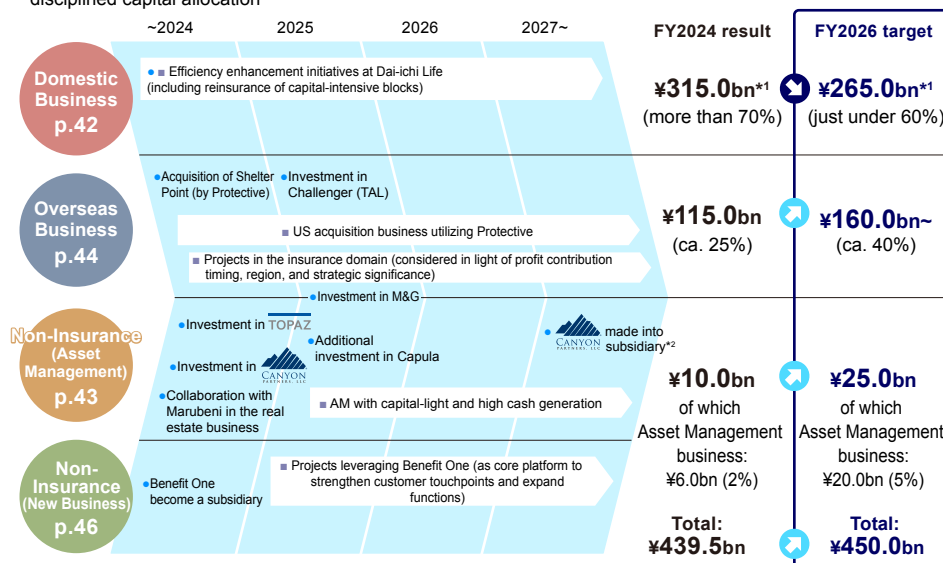 disciplined capital allocation
~2024 2025 2026 2027~
FY2024 result
FY2026 target
Domestic
Business
p.42
Efficiency enhancement initiatives at Dai-ichi Life
(including reinsurance of capital-intensive blocks)
¥315.0bn*1
(more than 70%)
¥265.0bn*1
(just under 60%)
Overseas
Business
p.44
Acquisition of Shelter
Point (by Protective)
Investment in
Challenger (TAL)
US acquisition business utilizing Protective
Projects in the insurance domain (considered in light of profit contribution
timing, region, and strategic significance)
¥115.0bn
(ca. 25%)
¥160.0bn~
(ca. 40%)
Non-Insurance
(Asset
Management)
p.43
Investment in M&G
Investment in TOPAZ
Additional
investment in Capula
Investment in CANYON
PARTNERS, LLC
CANYON
PARTNERS, LLC
made into
subsidiary*2
Collaboration with
Marubeni in the real
estate business
AM with capital-light and high cash generation
¥10.0bn
of which
Asset Management
business:
¥6.0bn (2%)
¥25.0bn
of which
Asset Management
business:
¥20.0bn (5%)
Non-
Insurance
(New Business)
p.46
Benefit One
become a subsidiary
Projects leveraging Benefit One (as core platform to
strengthen customer touchpoints and expand
functions)
Total:
¥439.5bn
Total:
¥450.0bn